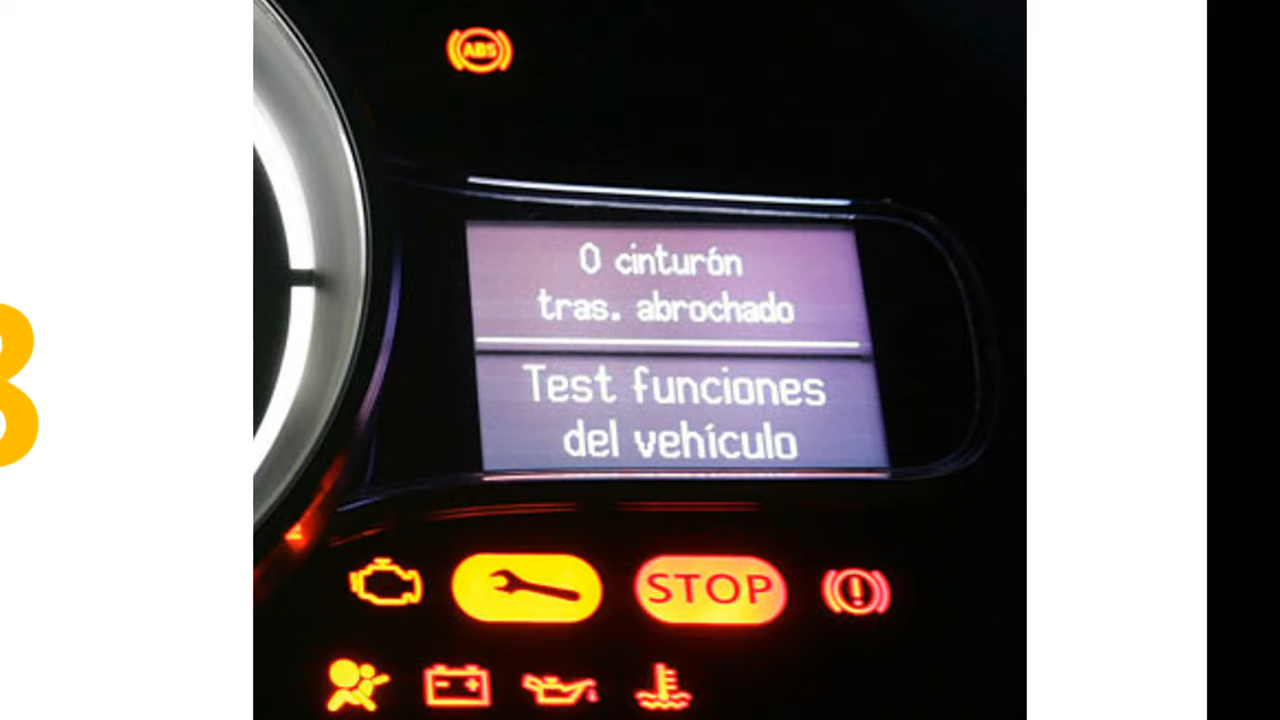 ABS
0 cinturón
tras. abrochado
Test funciones
del vehículo
STOP